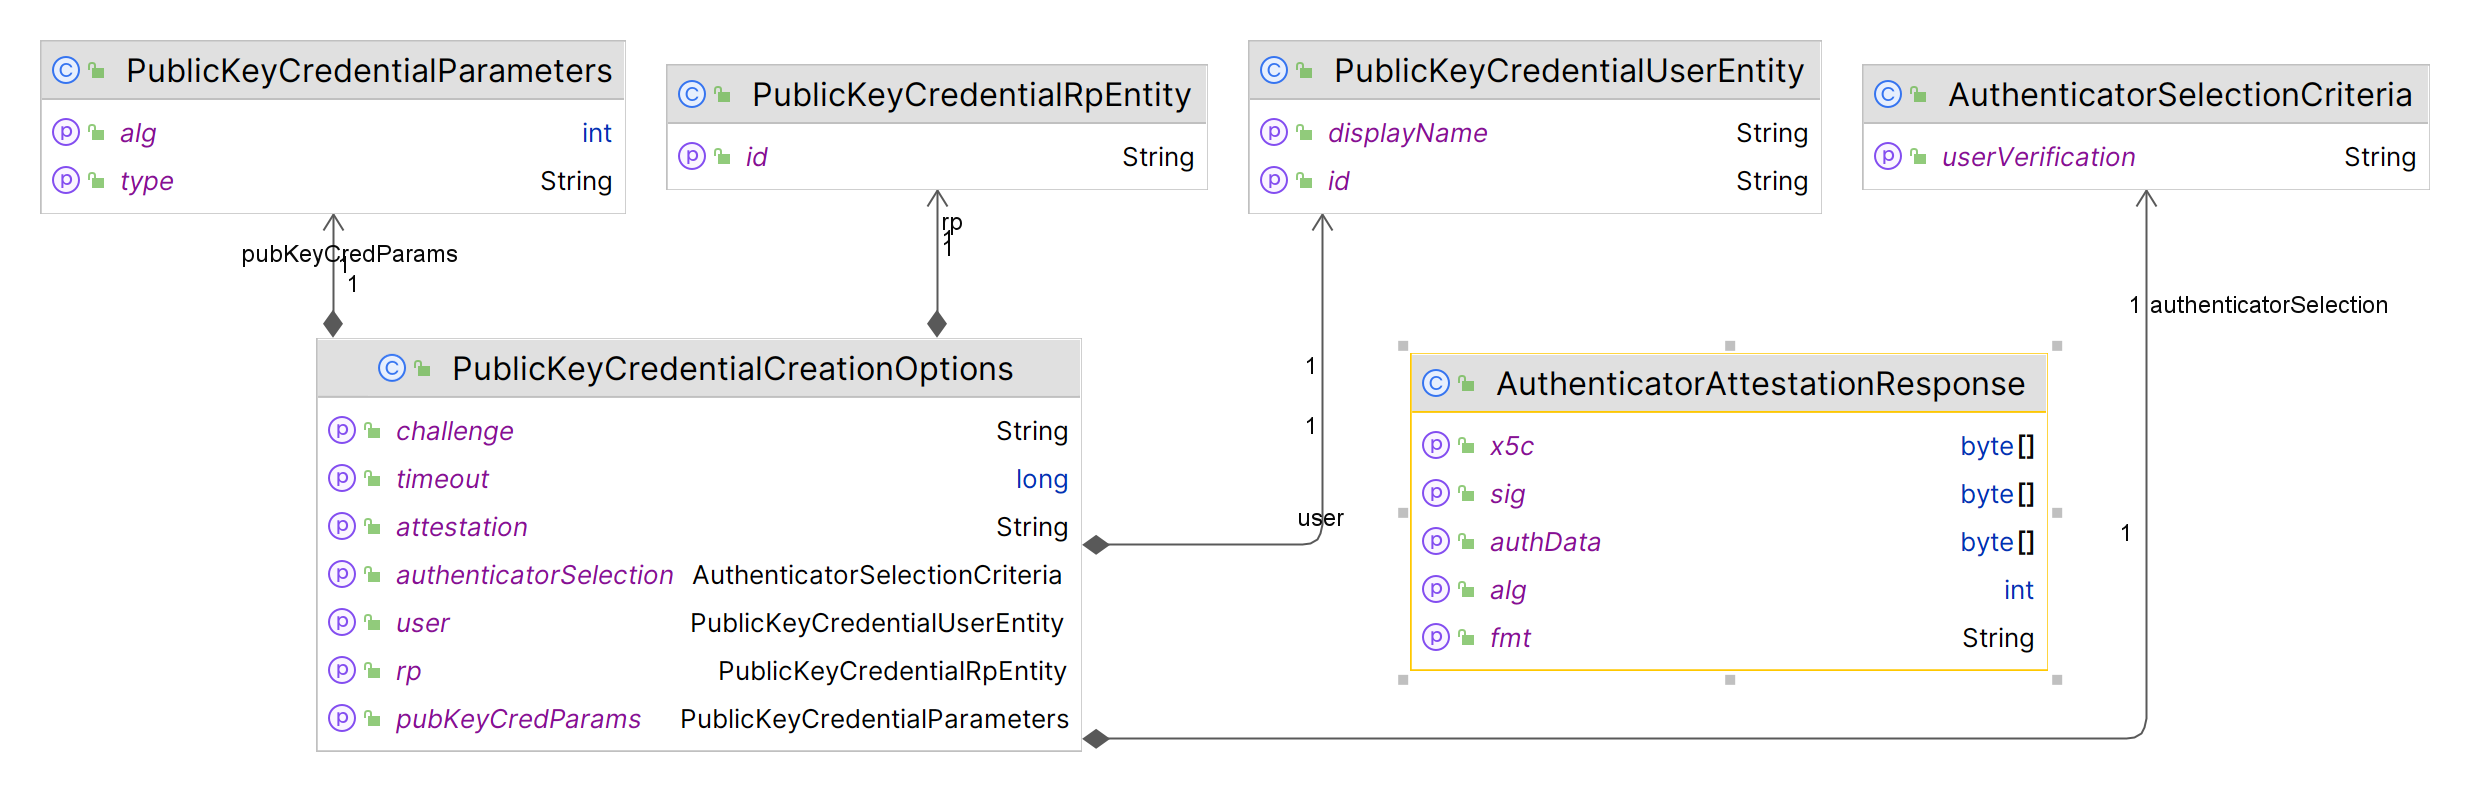 PublicKeyCredentialParameters
alg int
type String
PublicKeyCredentialRpEntity
id String
PublicKeyCredentialUserEntity
displayName String
id String
AuthenticatorSelectionCriteria
userVerification String
pubKeyCredParams
1
1
rp
1
1
1
1
user
1 authenticatorSelection
1
PublicKeyCredentialCreationOptions
challenge String
timeout long
attestation String
authenticatorSelection AuthenticatorSelectionCriteria
user PublicKeyCredentialUserEntity
rp PublicKeyCredentialRpEntity
pubKeyCredParams PublicKeyCredentialParameters
AuthenticatorAttestationResponse
x5c byte[]
sig byte[]
authData byte[]
alg int
fmt String